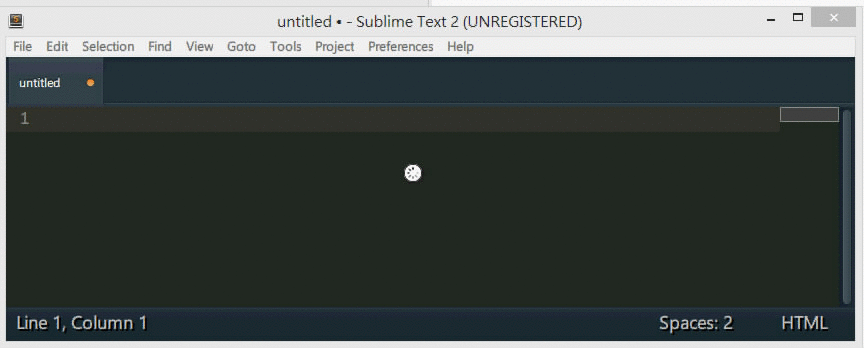 untitled • - Sublime Text 2 (UNREGISTERED)
File Edit Selection Find View Goto Tools Project Preferences Help
untitled
1
Line 1, Column 1 Spaces: 2 HTML